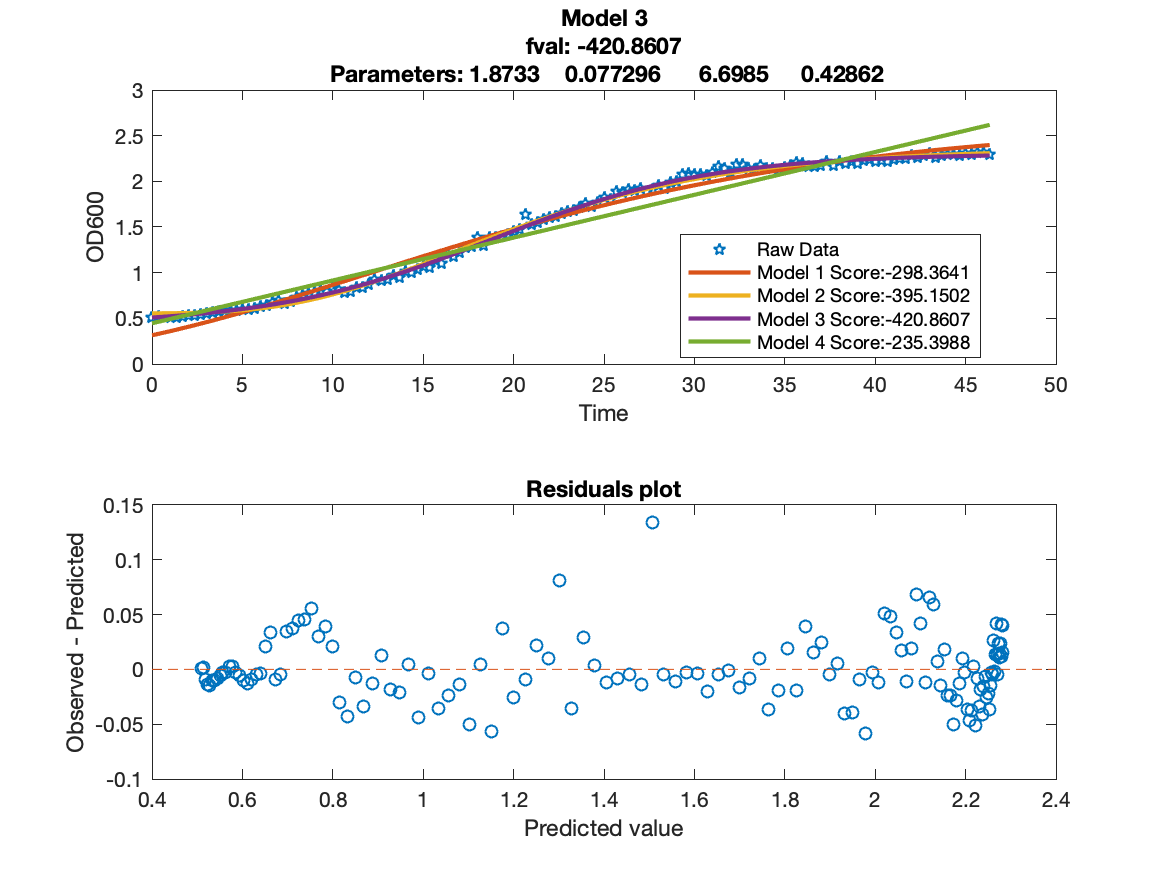 Model 3
fval: -420.8607
Parameters: 1.8733 0.077296 6.6985 0.42862
3
2.5
2
1.5
1
0.5
0
OD600
Raw Data
Model 1 Score:-298.3641
Model 2 Score:-395.1502
Model 3 Score:-420.8607
Model 4 Score:-235.3988
0 5 10 15 20 25 30 35 40 45 50
Time
Residuals plot
0.15
0.1
0.05
0
-0.05
-0.1
Observed - Predicted
0.4 0.6 0.8 1 1.2 1.4 1.6 1.8 2 2.2 2.4
Predicted value